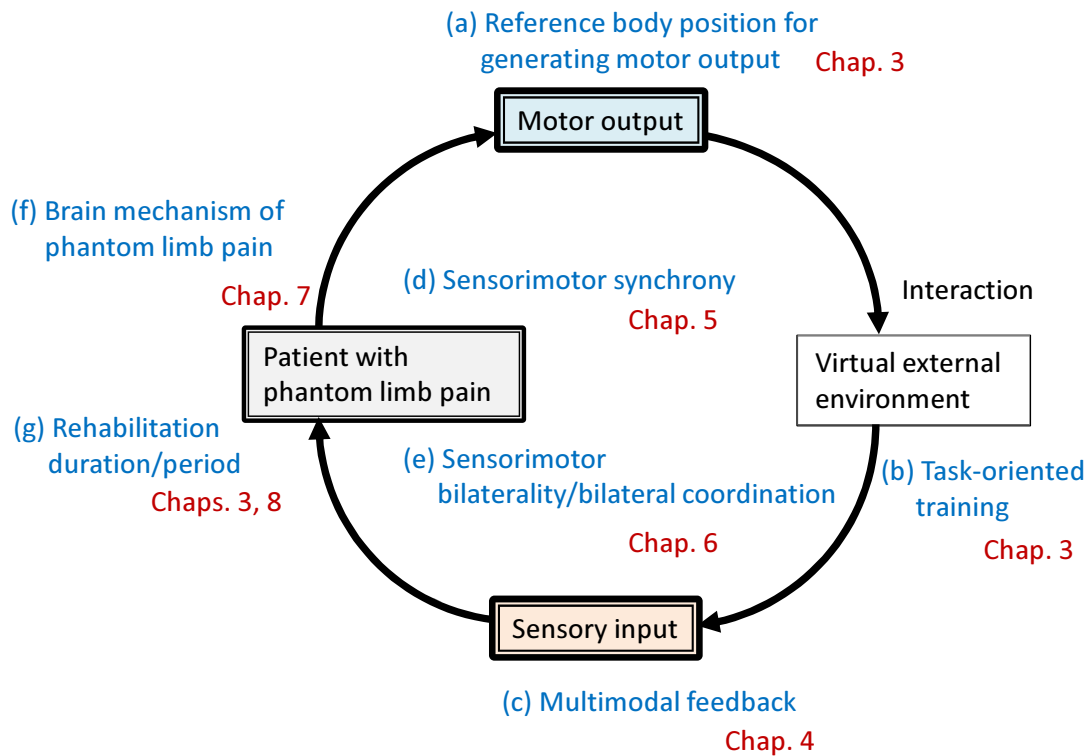 (a) Reference body position for
generating motor output
Chap. 3
Motor output
(f) Brain mechanism of
phantom limb pain
Chap. 7
(d) Sensorimotor synchrony
Chap. 5
Interaction
Patient with
phantom limb pain
Virtual external
environment
(g) Rehabilitation
duration/period
Chaps. 3, 8
(e) Sensorimotor
bilaterality/bilateral coordination
Chap. 6
(b) Task-oriented
training
Chap. 3
Sensory input
(c) Multimodal feedback
Chap. 4